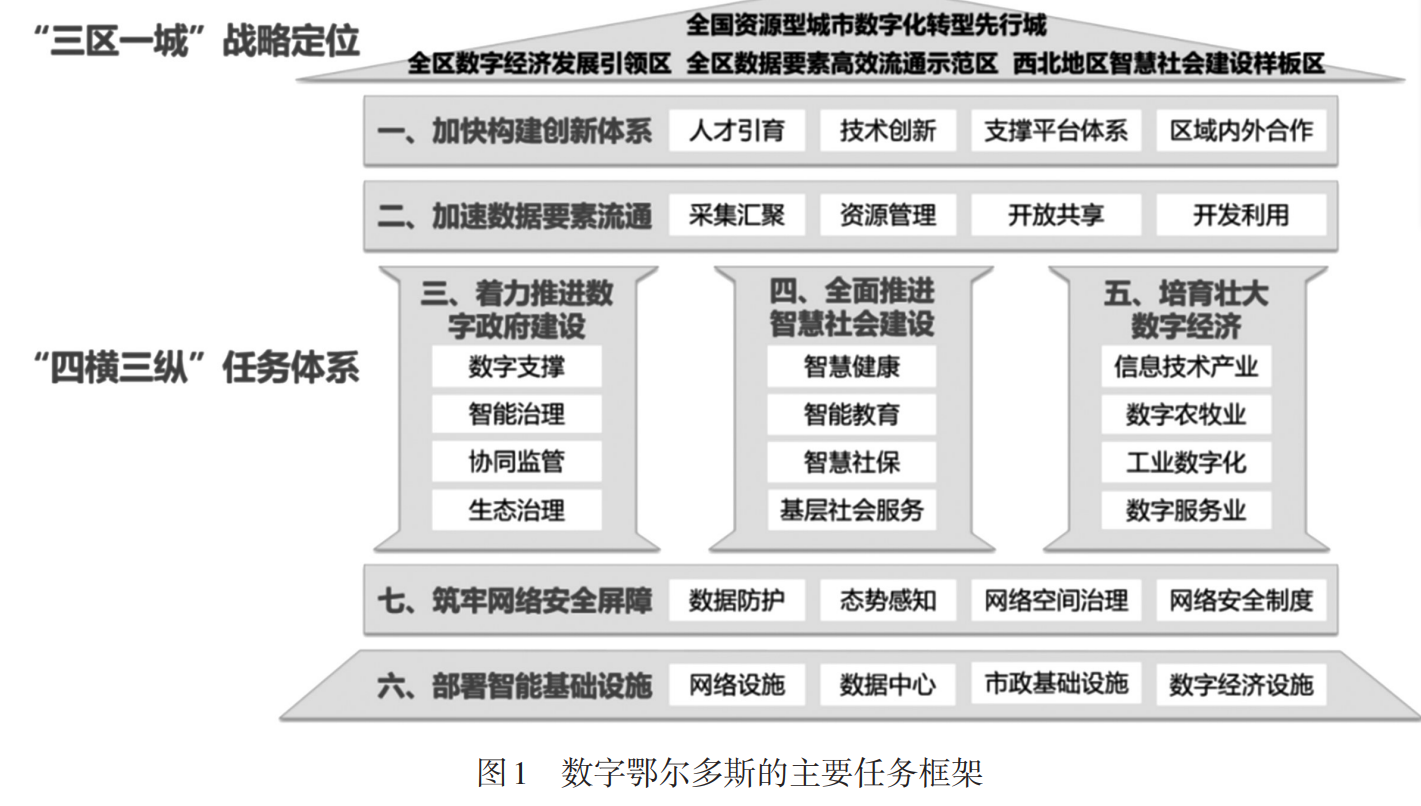 “三区一城”战略定位
全国资源型城市数字化转型先行城
全区数字经济发展引领区 全区数据要素高效流通示范区 西北地区智慧社会建设样板区
一、加快构建创新体系 人才引育 技术创新 支撑平台体系 区域内外合作
二、加速数据要素流通 采集汇聚 资源管理 开放共享 开发利用
“四横三纵”任务体系
三、着力推进数
字政府建设
数字支撑
智能治理
协同监管
生态治理
四、全面推进
智慧社会建设
智慧健康
智能教育
智慧社保
基层社会服务
五、培育壮大
数字经济
信息技术产业
数字农牧业
工业数字化
数字服务业
七、筑牢网络安全屏障 数据防护 态势感知 网络空间治理 网络安全制度
六、部署智能基础设施 网络设施 数据中心 市政基础设施 数字经济设施
图1 数字鄂尔多斯的主要任务框架